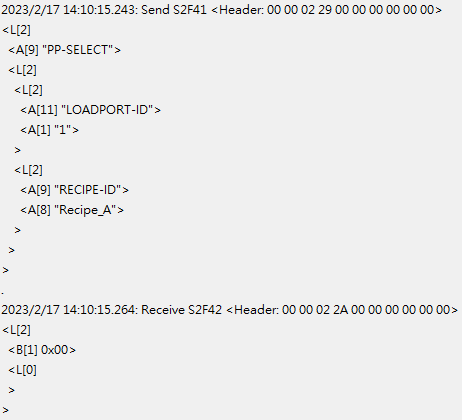 2023/2/17 14:10:15.243: Send S2F41 <Header: 00 00 02 29 00 00 00 00 00 00>
<L[2]
<A[9] "PP-SELECT">
<L[2]
<L[2]
<A[11] "LOADPORT-ID">
<A[1] "1">
>
<L[2]
<A[9] "RECIPE-ID">
<A[8] "Recipe_A">
>
>
>
.
2023/2/17 14:10:15.264: Receive S2F42 <Header: 00 00 02 2A 00 00 00 00 00 00>
<L[2]
<B[1] 0x00>
<L[0]
>
>